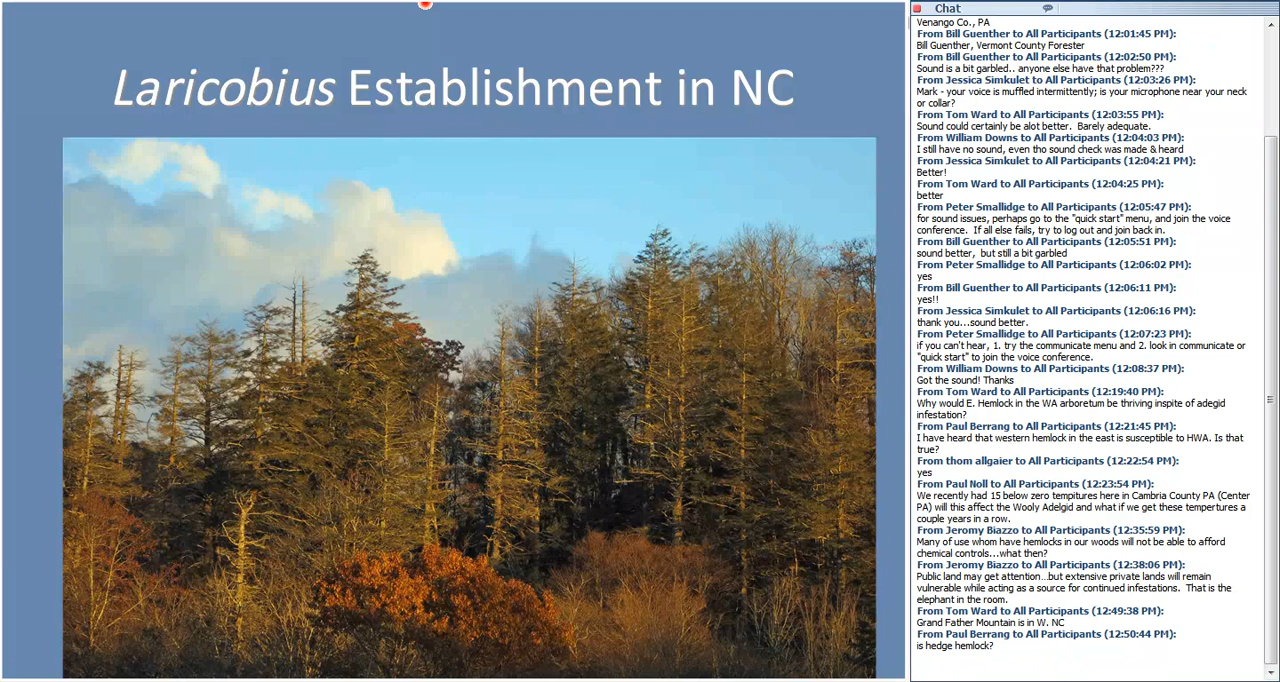 Laricobius Establishment in NC
Chat
Venango Co., PA
From Bill Guenther to All Participants (12:01:45 PM):
Bill Guenther, Vermont County Forester
From Bill Guenther to All Participants (12:02:50 PM):
Sound is a bit garbled.. anyone else have that problem???
From Jessica Simkulet to All Participants (12:03:26 PM):
Mark - your voice is muffled intermittently; is your microphone near your neck
or collar?
From Tom Ward to All Participants (12:03:55 PM):
Sound could certainly be alot better. Barely adequate.
From William Downs to All Participants (12:04:03 PM):
I still have no sound, even tho sound check was made & heard
From Jessica Simkulet to All Participants (12:04:21 PM):
Better!
From Tom Ward to All Participants (12:04:25 PM):
better
From Peter Smallidge to All Participants (12:05:47 PM):
for sound issues, perhaps go to the "quick start" menu, and join the voice
conference. If all else fails, try to log out and join back in.
From Bill Guenther to All Participants (12:05:51 PM):
sound better, but still a bit garbled
From Peter Smallidge to All Participants (12:06:02 PM):
yes
From Bill Guenther to All Participants (12:06:11 PM):
yes!!
From Jessica Simkulet to All Participants (12:06:16 PM):
thank you...sound better.
From Peter Smallidge to All Participants (12:07:23 PM):
if you can't hear, 1. try the communicate menu and 2. look in communicate or
"quick start" to join the voice conference.
From William Downs to All Participants (12:08:37 PM):
Got the sound! Thanks
From Tom Ward to All Participants (12:19:40 PM):
Why would E. Hemlock in the WA arboretum be thriving inspite of adegid
infestation?
From Paul Berrang to All Participants (12:21:45 PM):
I have heard that western hemlock in the east is susceptible to HWA. Is that
true?
From thom allgaier to All Participants (12:22:54 PM):
yes
From Paul Noll to All Participants (12:23:54 PM):
We recently had 15 below zero tempitures here in Cambria County PA (Center
PA) will this affect the Wooly Adelgid and what if we get these tempertures a
couple years in a row.
From Jeromy Biazzo to All Participants (12:35:59 PM):
Many of use whom have hemlocks in our woods will not be able to afford
chemical controls...what then?
From Jeromy Biazzo to All Participants (12:38:06 PM):
Public land may get attention...but extensive private lands will remain
vulnerable while acting as a source for continued infestations. That is the
elephant in the room.
From Tom Ward to All Participants (12:49:38 PM):
Grand Father Mountain is in W. NC
From Paul Berrang to All Participants (12:50:44 PM):
is hedge hemlock?